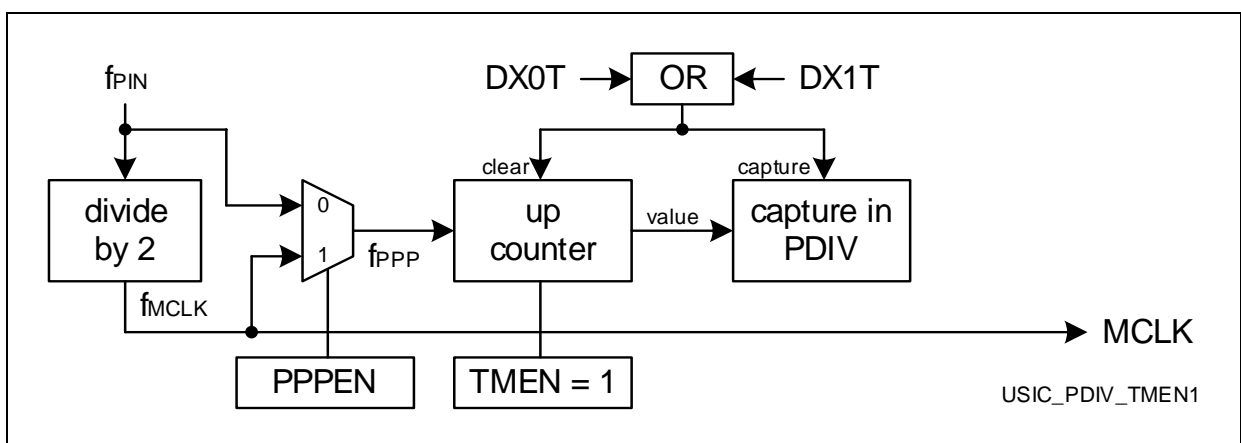 DX0T
OR
DX1T
fPIN
clear
capture
divide
by 2
0
1
fPPP
up
counter
value
capture in
PDIV
fMCLK
MCLK
PPPEN
TMEN = 1
USIC_PDIV_TMEN1